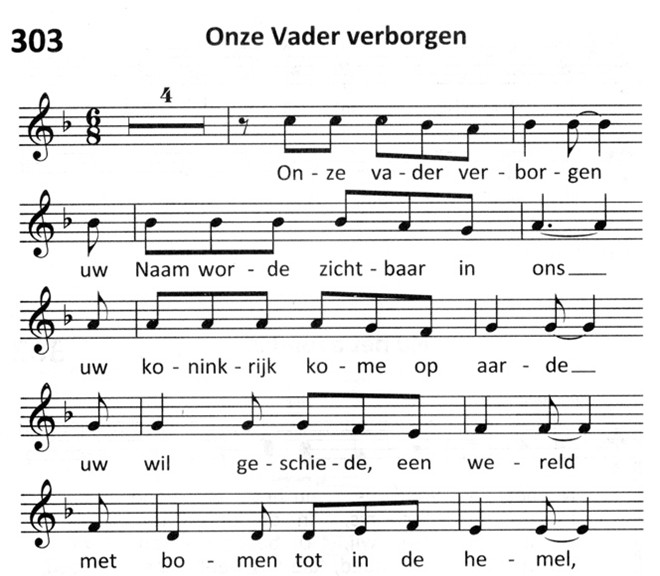 303 Onze Vader verborgen
4
6
8
On - ze va - der ver - bor - gen
uw Naam wor - de zicht - baar in ons
uw ko - nink - rijk ko - me op aar - de
uw wil ge - schie - de, een we - reld
met bo - men tot in de he - mel,